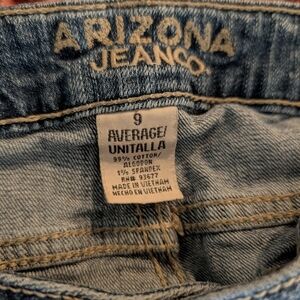 ARIZONA
JEAN CO.
9
AVERAGE/
UNITALLA
99% COTTON/
ALGODON
1% SPANDEX
RN# 93677
MADE IN VIETNAM
HECHO EN VIETNAM